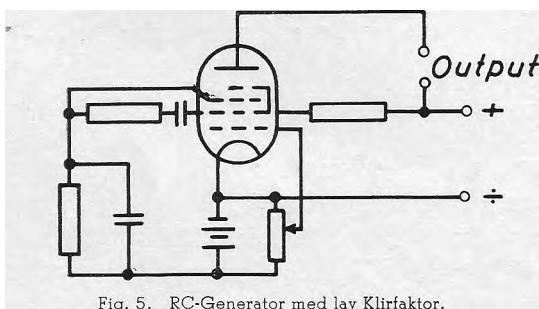 Output
+
÷
Fig. 5. RC-Generator med lav Klirfaktor.